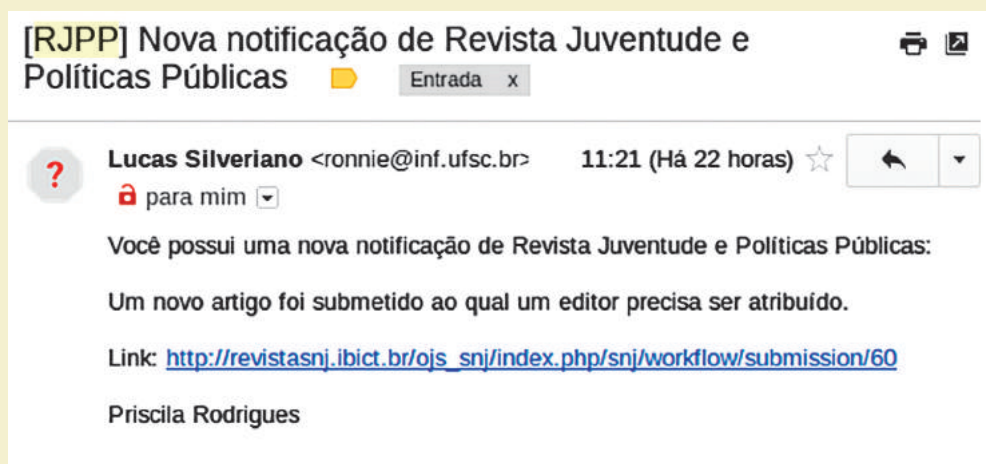 [RJPP] Nova notificação de Revista Juventude e
Políticas Públicas Entrada x
? Lucas Silveriano <ronnie@inf.ufsc.br> 11:21 (Há 22 horas)
para mim
Você possui uma nova notificação de Revista Juventude e Políticas Públicas:
Um novo artigo foi submetido ao qual um editor precisa ser atribuído.
Link: http://revistasnj.ibict.br/ojs_snj/index.php/snj/workflow/submission/60
Priscila Rodrigues